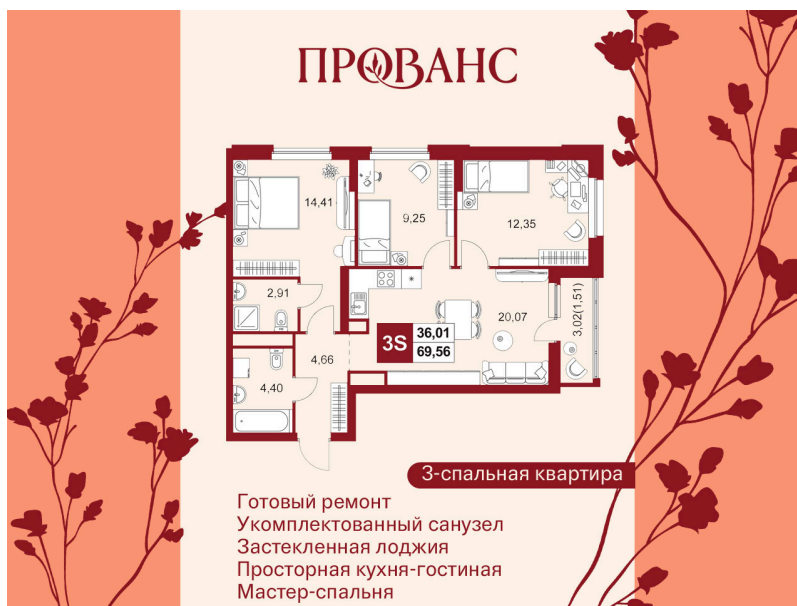 ПРОВАНС
14,41
9,25
12,35
2,91
20,07
3,02(1,51)
3S
36,01
69,56
4,66
4,40
3-спальная квартира
Готовый ремонт
Укомплектованный санузел
Застекленная лоджия
Просторная кухня-гостиная
Мастер-спальня